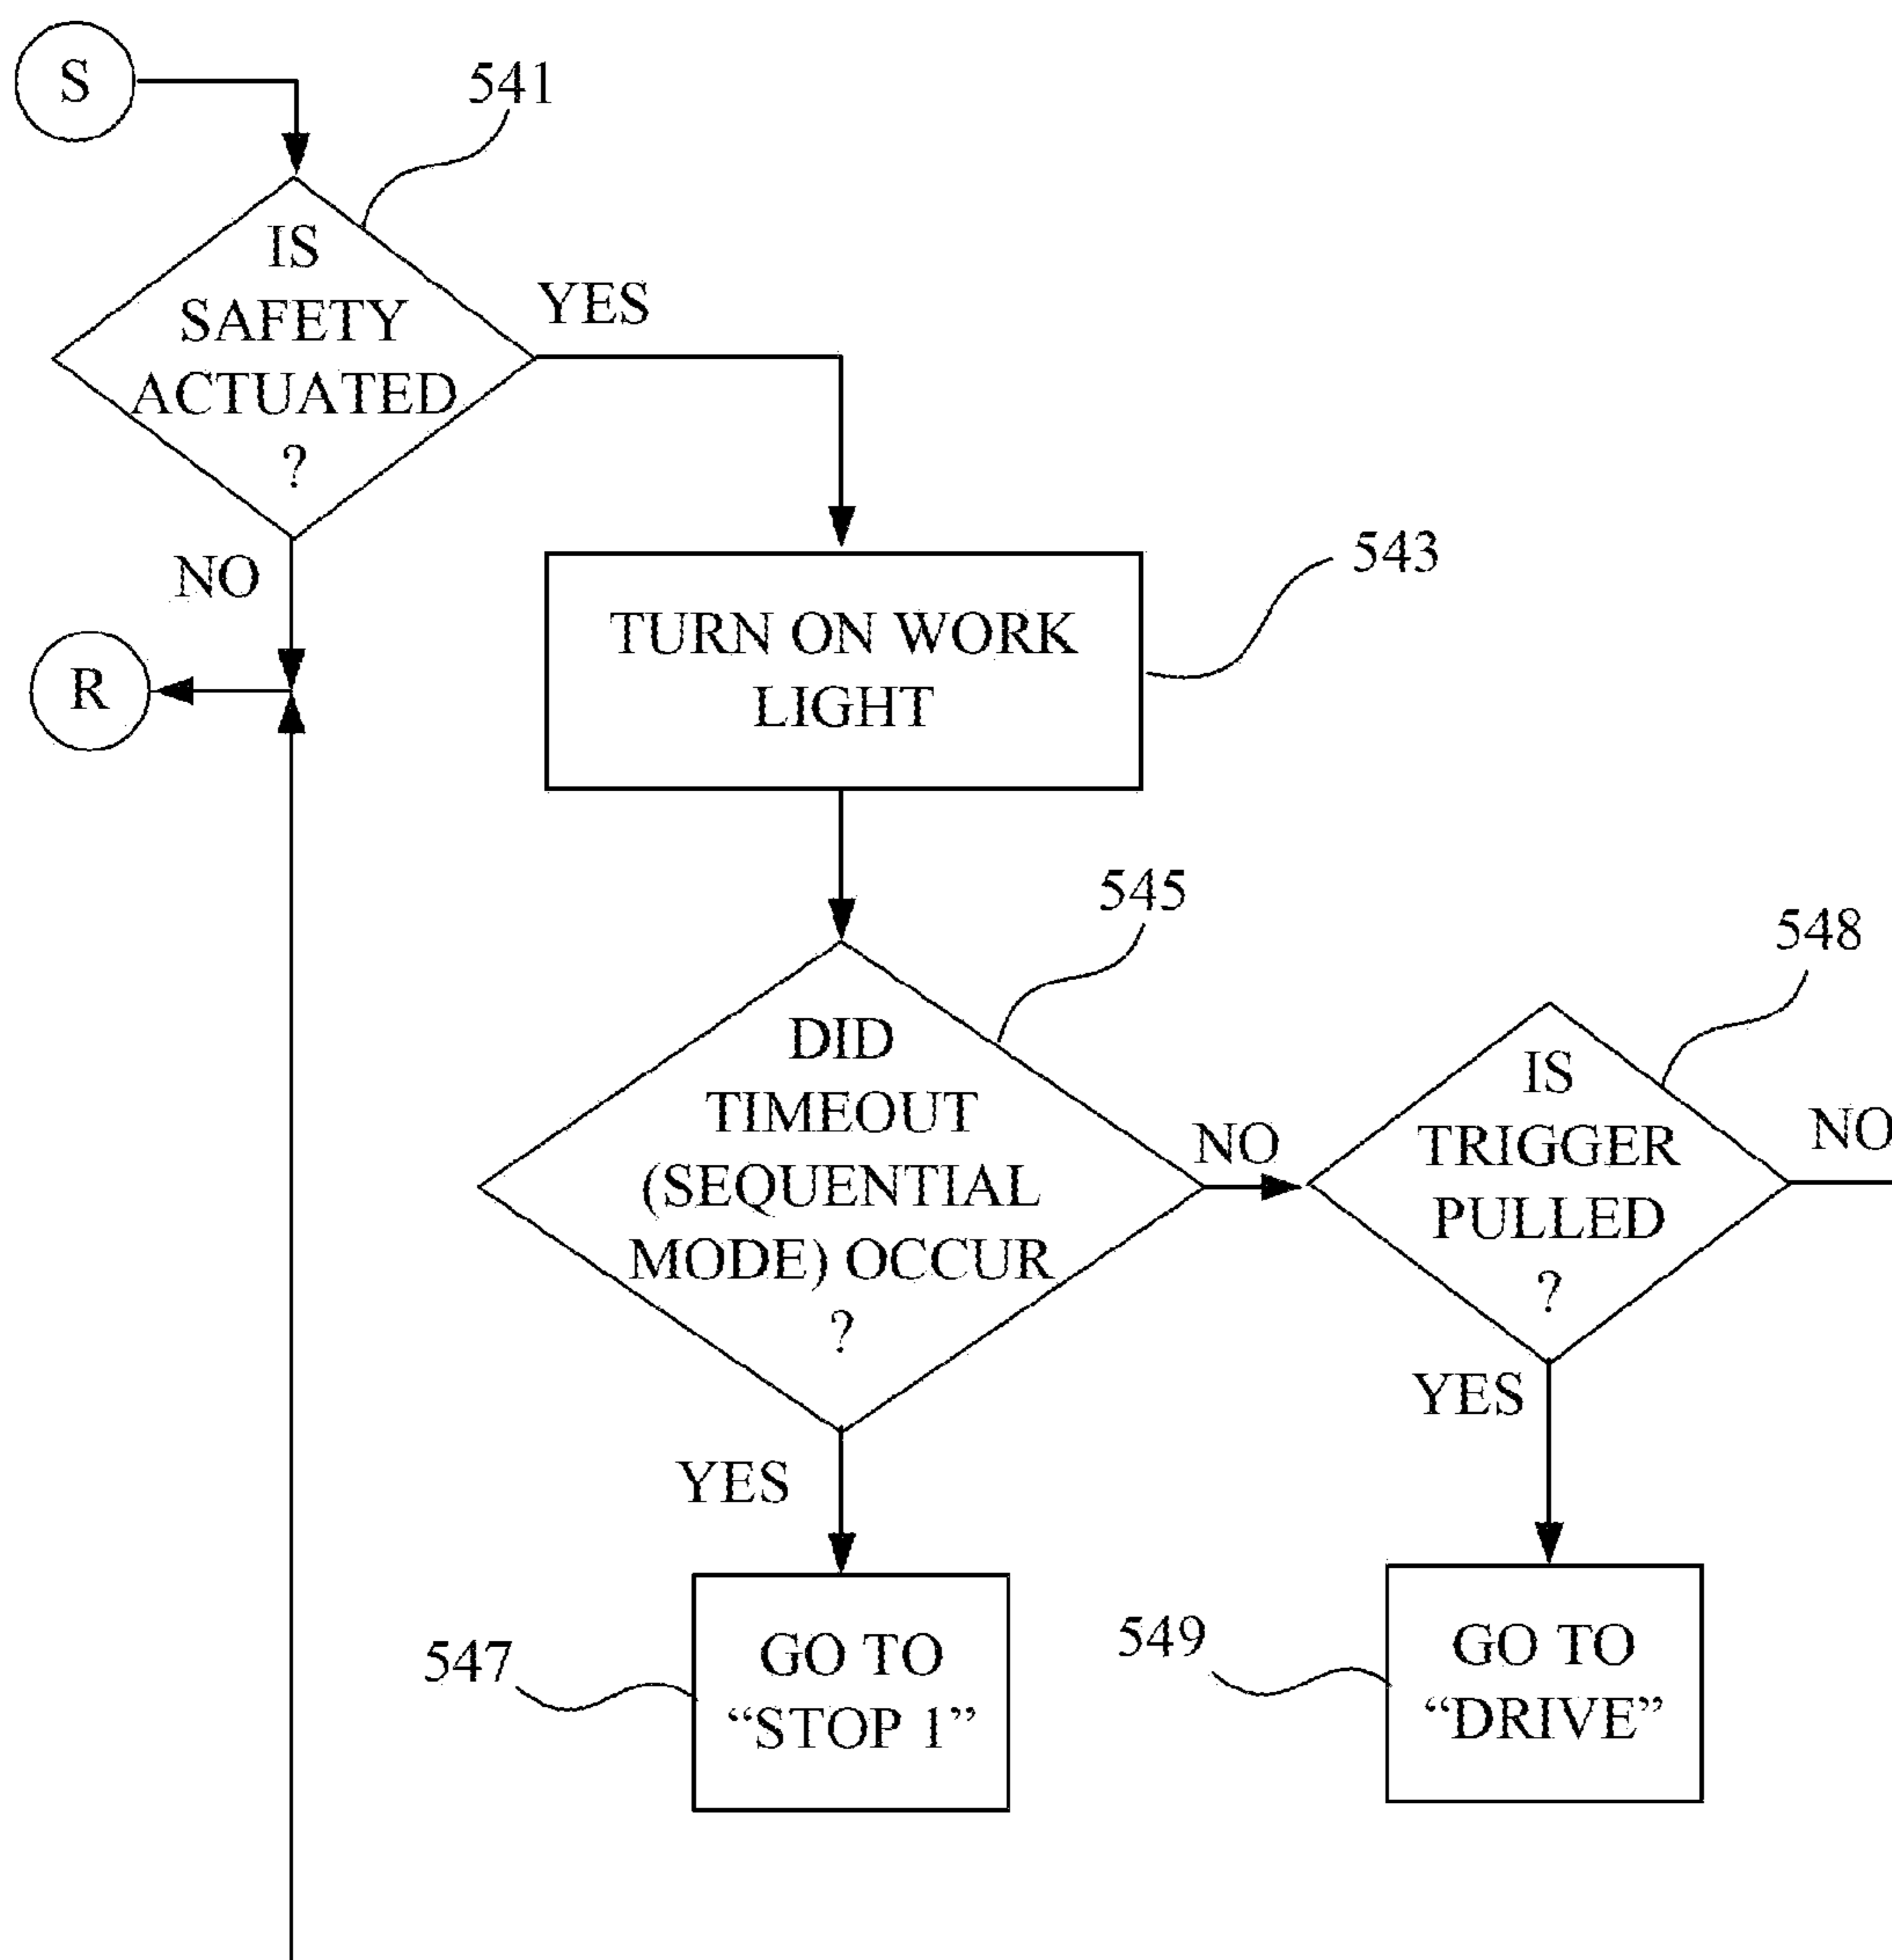 S
541
IS
SAFETY
ACTUATED
?
YES
NO
R
TURN ON WORK
LIGHT
543
545
DID
TIMEOUT
(SEQUENTIAL
MODE) OCCUR
?
NO
548
IS
TRIGGER
PULLED
?
NO
YES
YES
547
GO TO
“STOP 1”
549
GO TO
“DRIVE”